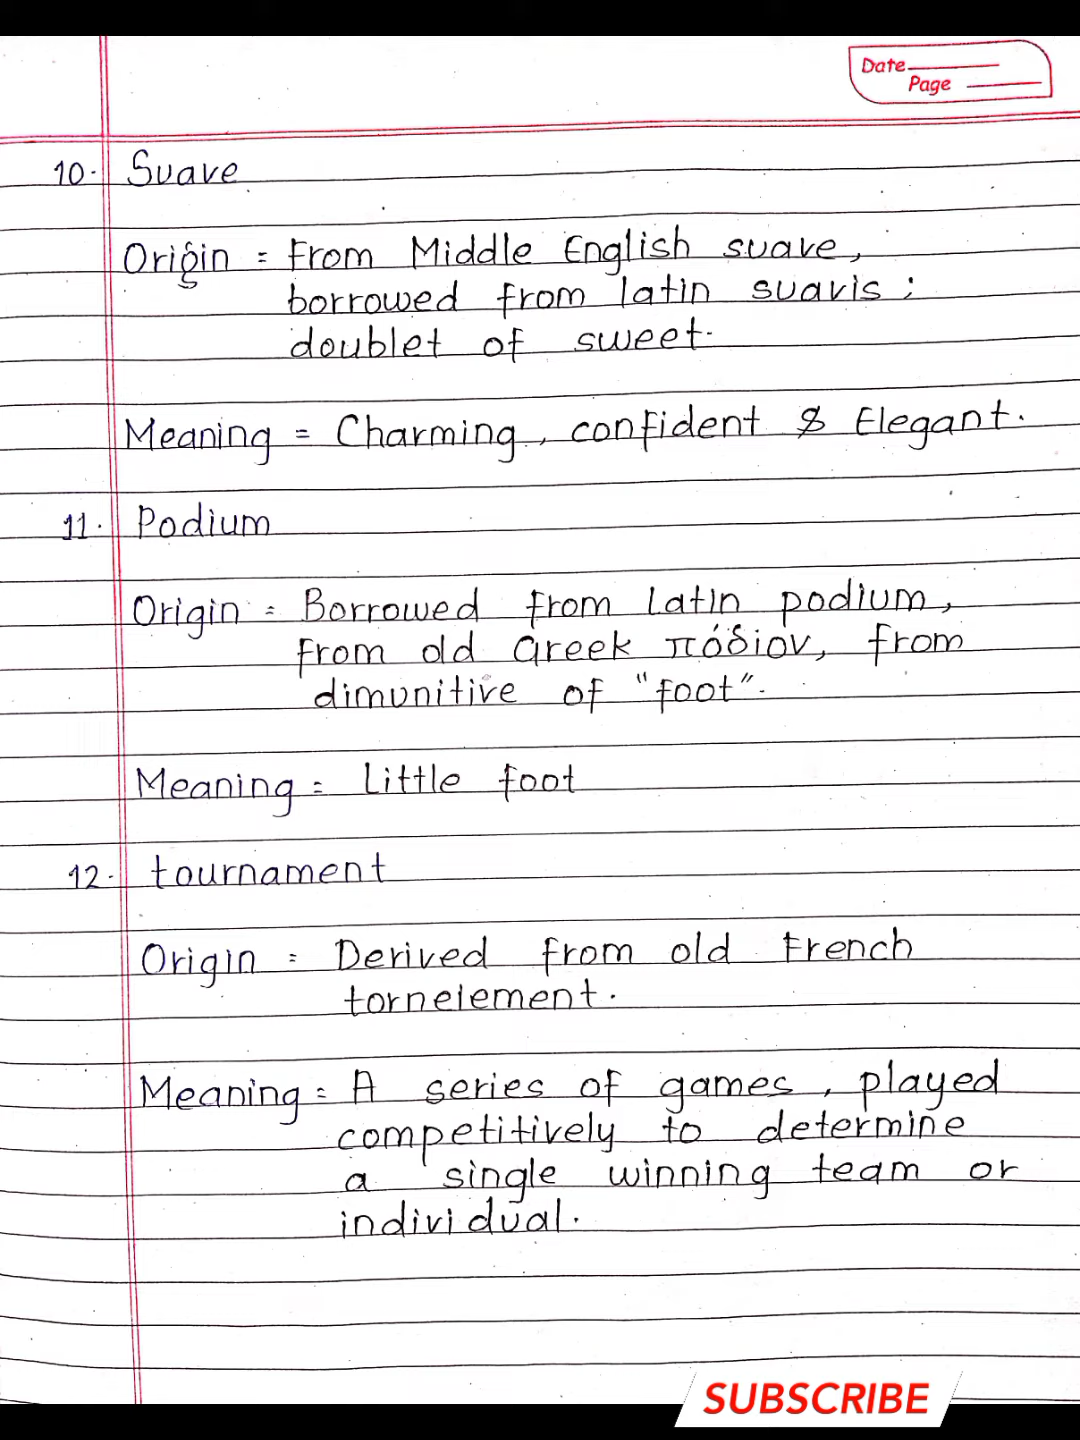 Date
Page
10. Suave
Origin = From Middle English suave,
borrowed from latin suavis;
doublet of sweet.
Meaning = Charming, confident & Elegant.
11. Podium
Origin = Borrowed from Latin podium,
From old Greek πόδιον, from
dimunitive of "foot".
Meaning = Little foot
12. tournament
Origin = Derived from old French
torneiement.
Meaning = A series of games, played
competitively to determine
a single winning team or
individual.
SUBSCRIBE